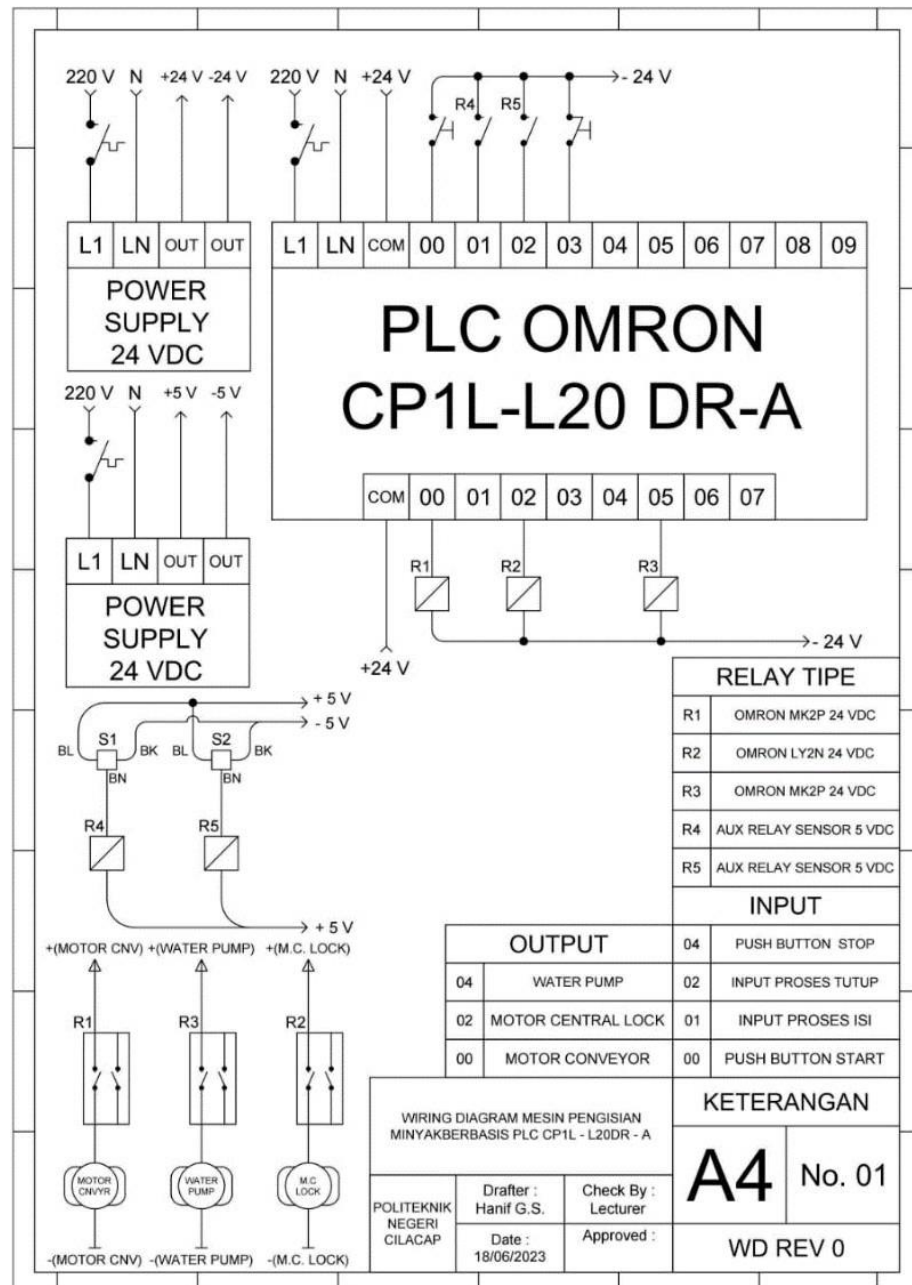 220 V N +24 V -24 V
220 V N +24 V
R4 R5
- 24 V
L1 LN OUT OUT
POWER
SUPPLY
24 VDC
L1 LN COM 00 01 02 03 04 05 06 07 08 09
PLC OMRON
CP1L-L20 DR-A
COM 00 01 02 03 04 05 06 07
220 V N +5 V -5 V
L1 LN OUT OUT
POWER
SUPPLY
24 VDC
R1 R2 R3
+24 V
- 24 V
+ 5 V
- 5 V
BL S1 BK BL S2 BK
BN BN
R4 R5
+ 5 V
+(MOTOR CNV) +(WATER PUMP) +(M.C. LOCK)
R1 R3 R2
MOTOR
CNVYR
WATER
PUMP
M.C
LOCK
-(MOTOR CNV) -(WATER PUMP) -(M.C. LOCK)
RELAY TIPE
R1 OMRON MK2P 24 VDC
R2 OMRON LY2N 24 VDC
R3 OMRON MK2P 24 VDC
R4 AUX RELAY SENSOR 5 VDC
R5 AUX RELAY SENSOR 5 VDC
INPUT
04 PUSH BUTTON STOP
02 INPUT PROSES TUTUP
01 INPUT PROSES ISI
00 PUSH BUTTON START
OUTPUT
04 WATER PUMP
02 MOTOR CENTRAL LOCK
00 MOTOR CONVEYOR
KETERANGAN
WIRING DIAGRAM MESIN PENGISIAN
MINYAKBERBASIS PLC CP1L - L20DR - A
A4 No. 01
POLITEKNIK
NEGERI
CILACAP
Drafter :
Hanif G.S.
Check By :
Lecturer
Date :
18/06/2023
Approved :
WD REV 0